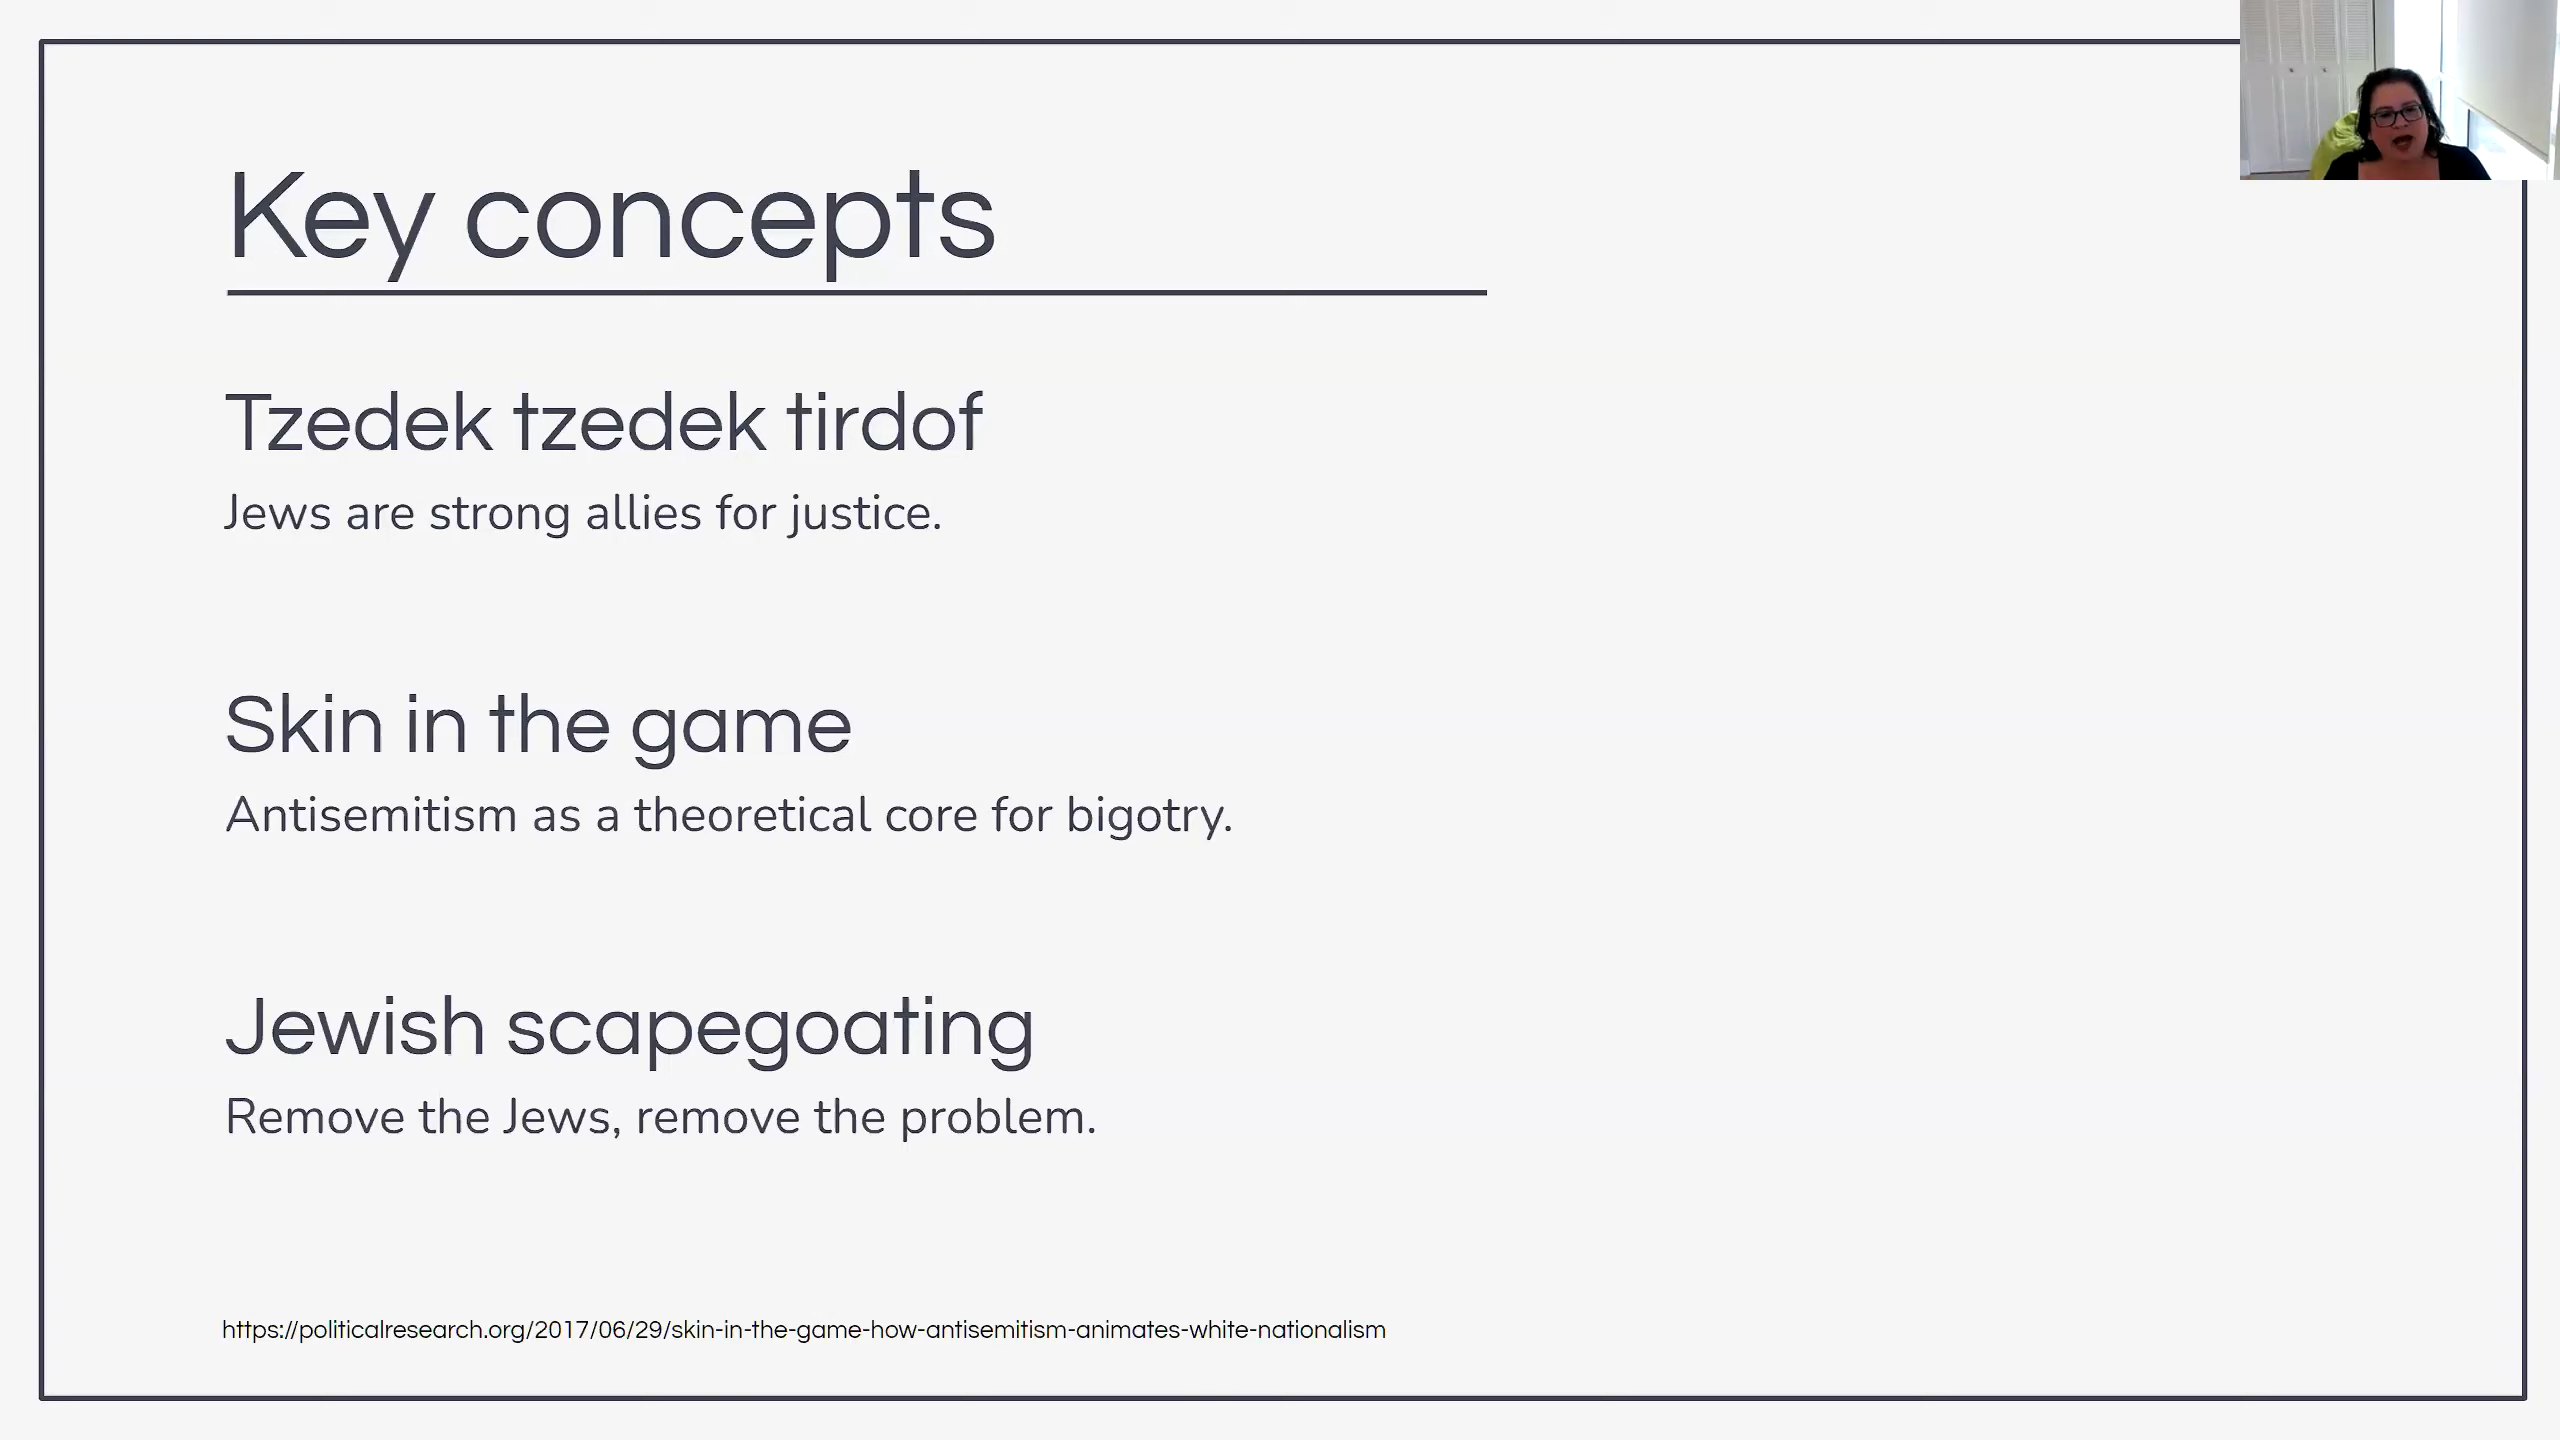 Key concepts
Tzedek tzedek tirdof
Jews are strong allies for justice.
Skin in the game
Antisemitism as a theoretical core for bigotry.
Jewish scapegoating
Remove the Jews, remove the problem.
https://politicalresearch.org/2017/06/29/skin-in-the-game-how-antisemitism-animates-white-nationalism